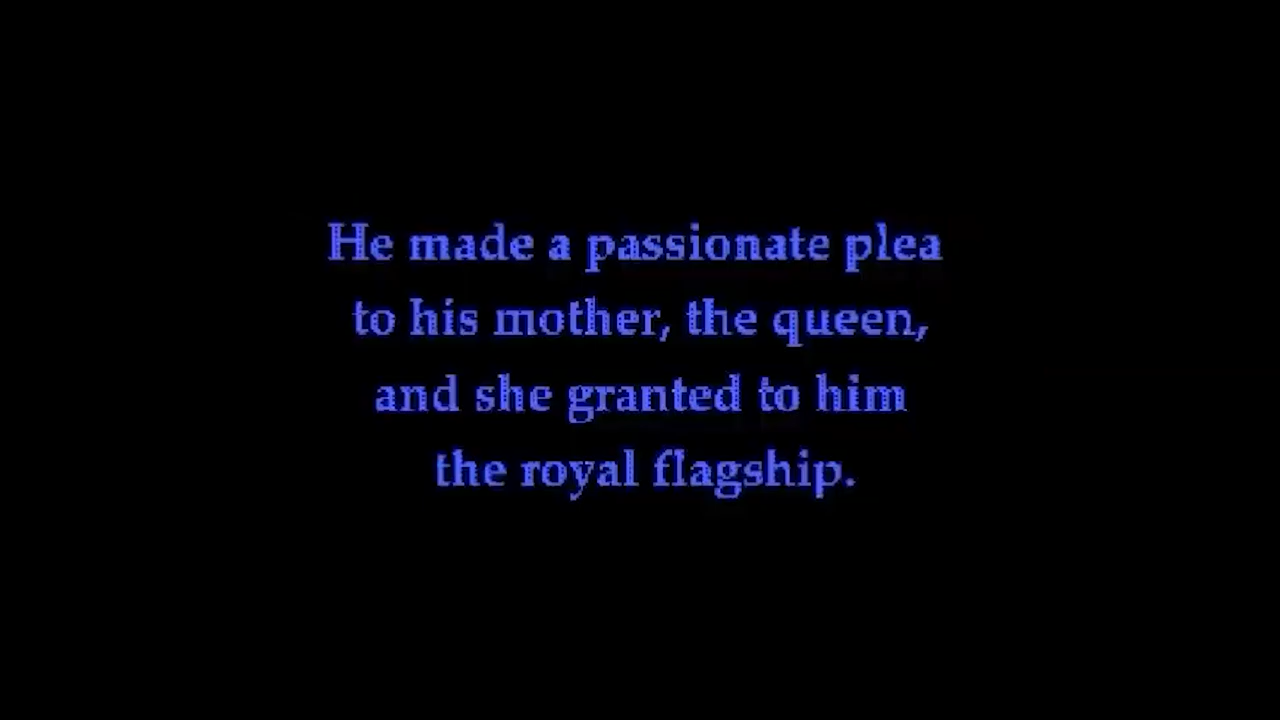 He made a passionate plea
to his mother, the queen,
and she granted to him
the royal flagship.